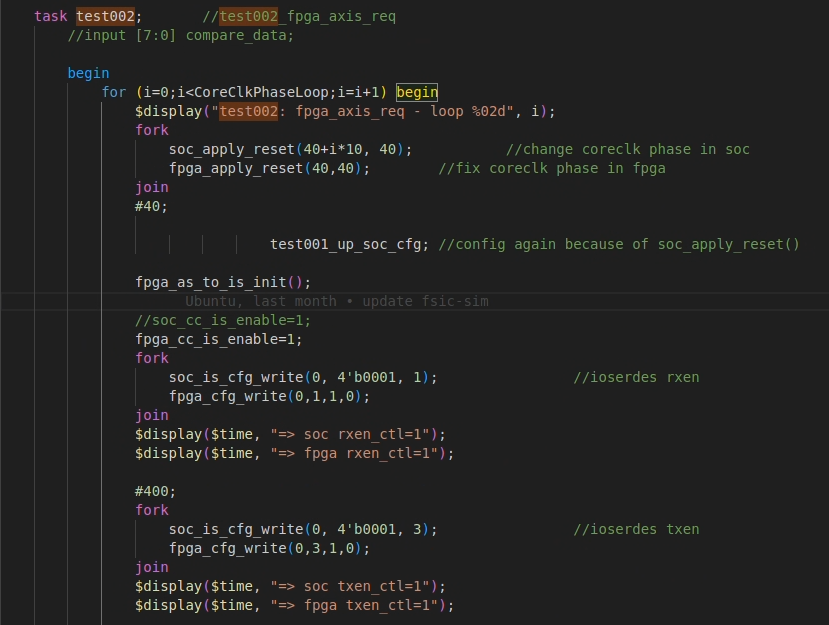 task test002;        //test002_fpga_axis_req
    //input [7:0] compare_data;
    begin
        for (i=0;i<CoreClkPhaseLoop;i=i+1) begin
            $display("test002: fpga_axis_req - loop %02d", i);
            fork
                soc_apply_reset(40+i*10, 40);           //change coreclk phase in soc
                fpga_apply_reset(40,40);        //fix coreclk phase in fpga
            join
            #40;
                            test001_up_soc_cfg; //config again because of soc_apply_reset()
            fpga_as_to_is_init();
                  Ubuntu, last month • update fsic-sim
            //soc_cc_is_enable=1;
            fpga_cc_is_enable=1;
            fork
                soc_is_cfg_write(0, 4'b0001, 1);                //ioserdes rxen
                fpga_cfg_write(0,1,1,0);
            join
            $display($time, "=> soc rxen_ctl=1");
            $display($time, "=> fpga rxen_ctl=1");
            #400;
            fork
                soc_is_cfg_write(0, 4'b0001, 3);                //ioserdes txen
                fpga_cfg_write(0,3,1,0);
            join
            $display($time, "=> soc txen_ctl=1");
            $display($time, "=> fpga txen_ctl=1");